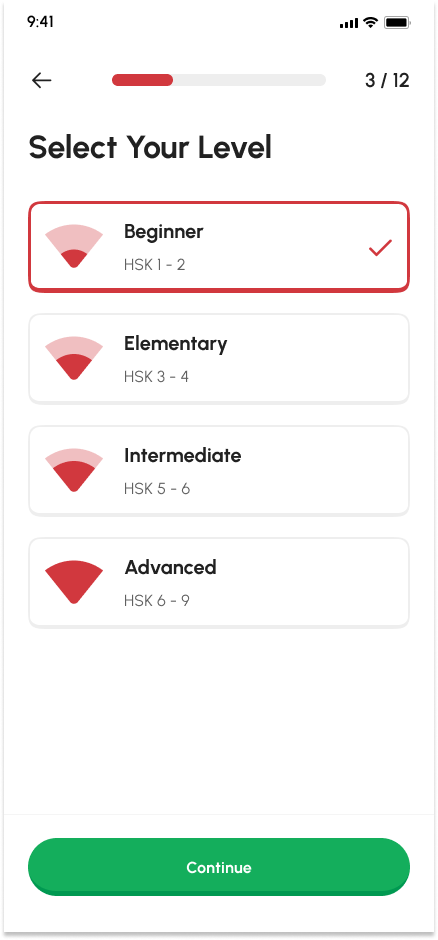 9:41
3 / 12
Select Your Level
Beginner
HSK 1 - 2
Elementary
HSK 3 - 4
Intermediate
HSK 5 - 6
Advanced
HSK 6 - 9
Continue